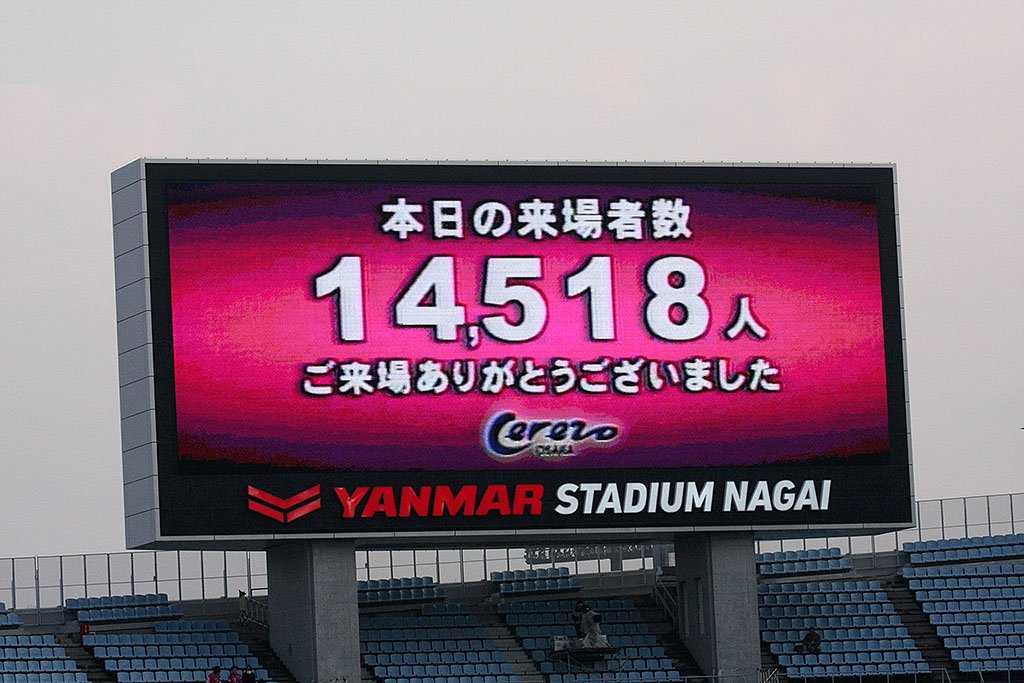 本日の来場者数
14,518人
ご来場ありがとうございました
Cerezo
OSAKA
YANMAR STADIUM NAGAI